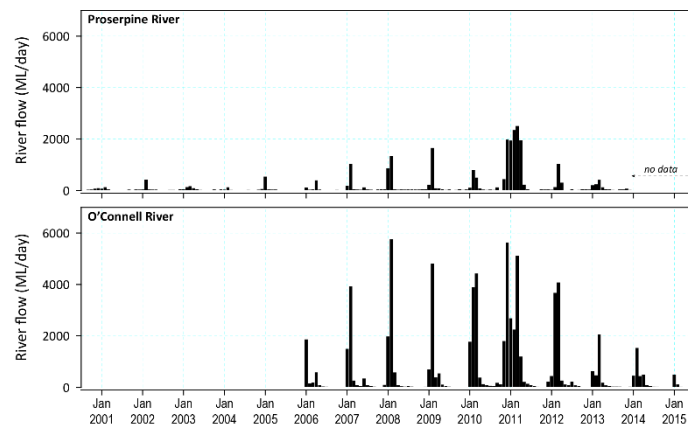 Proserpine River
River flow (ML/day)
6000
4000
2000
0
no data
O'Connell River
River flow (ML/day)
6000
4000
2000
0
Jan Jan Jan Jan Jan Jan Jan Jan Jan Jan Jan Jan Jan Jan Jan
2001 2002 2003 2004 2005 2006 2007 2008 2009 2010 2011 2012 2013 2014 2015